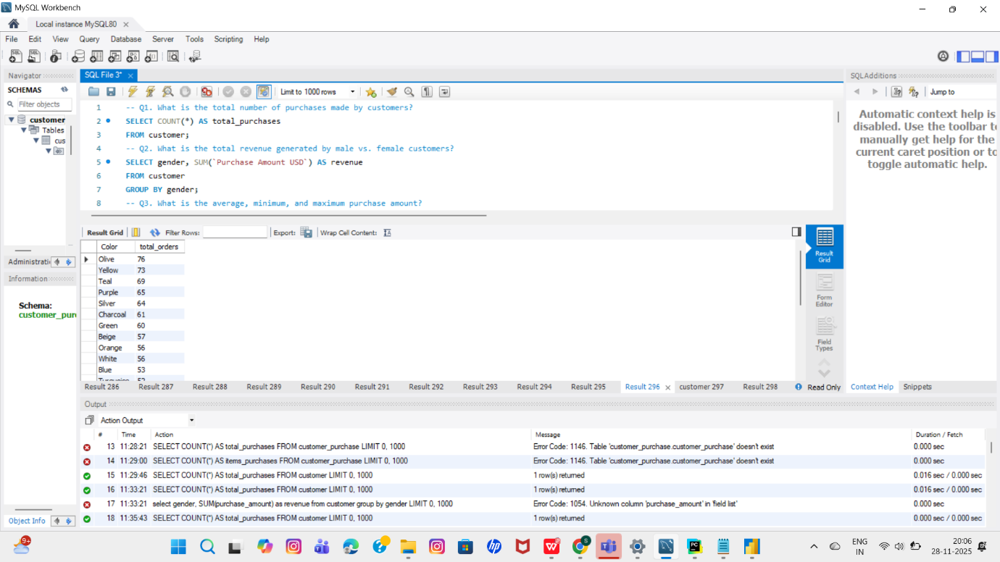 MySQL Workbench
Local instance MySQL80
File Edit View Query Database Server Tools Scripting Help
Navigator
SCHEMAS
Filter objects
customer
Tables
cus
Administrati
Information
Schema:
customer_pur
Object Info
SQL File 3*
Limit to 1000 rows
1 -- Q1. What is the total number of purchases made by customers?
2 SELECT COUNT(*) AS total_purchases
3 FROM customer;
4 -- Q2. What is the total revenue generated by male vs. female customers?
5 SELECT gender, SUM(`Purchase Amount USD`) AS revenue
6 FROM customer
7 GROUP BY gender;
8 -- Q3. What is the average, minimum, and maximum purchase amount?
Result Grid Filter Rows: Export: Wrap Cell Content:
Color total_orders
Olive 76
Yellow 73
Teal 69
Purple 65
Silver 64
Charcoal 61
Green 60
Beige 57
Orange 56
White 56
Blue 53
Result
Grid
Form
Editor
Field
Types
Result 286 Result 287 Result 288 Result 289 Result 290 Result 291 Result 292 Result 293 Result 294 Result 295 Result 296 customer 297 Result 298 Read Only
SQLAdditions
Jump to
Automatic context help is
disabled. Use the toolbar
manually get help for the
current caret position or to
toggle automatic help.
Context Help Snippets
Output
Action Output
# Time Action Message Duration / Fetch
13 11:28:21 SELECT COUNT(*) AS total_purchases FROM customer_purchase LIMIT 0, 1000 Error Code: 1146. Table 'customer_purchase.customer_purchase' doesn't exist 0.000 sec
14 11:29:00 SELECT COUNT(*) AS items_purchases FROM customer_purchase LIMIT 0, 1000 Error Code: 1146. Table 'customer_purchase.customer_purchase' doesn't exist 0.000 sec
15 11:29:46 SELECT COUNT(*) AS total_purchases FROM customer LIMIT 0, 1000 1 row(s) returned 0.016 sec / 0.000 sec
16 11:33:21 SELECT COUNT(*) AS total_purchases FROM customer LIMIT 0, 1000 1 row(s) returned 0.016 sec / 0.000 sec
17 11:33:21 select gender, SUM(purchase_amount) as revenue from customer group by gender LIMIT 0, 1000 Error Code: 1054. Unknown column 'purchase_amount' in 'field list' 0.000 sec
18 11:35:43 SELECT COUNT(*) AS total_purchases FROM customer LIMIT 0, 1000 1 row(s) returned 0.000 sec / 0.000 sec
9+
ENG
IN
20:06
28-11-2025